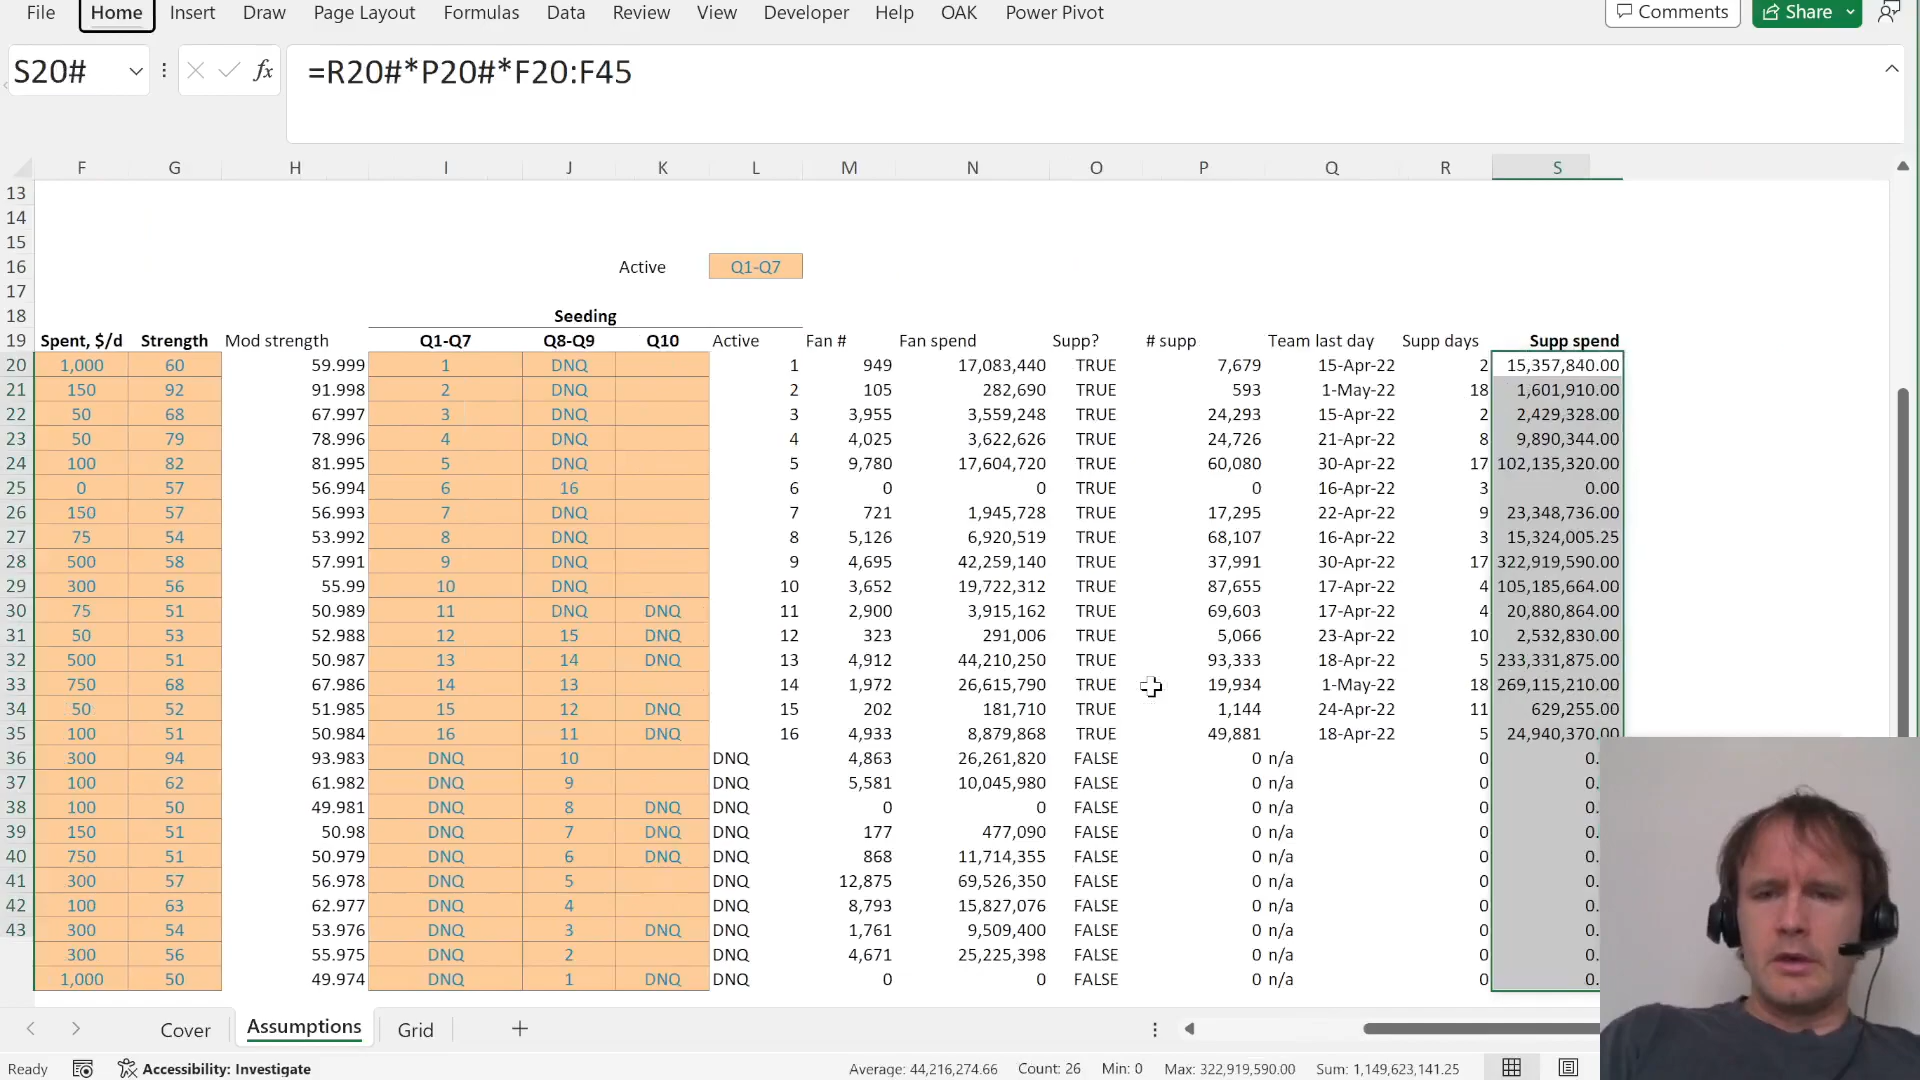 File Home Insert Draw Page Layout Formulas Data Review View Developer Help OAK Power Pivot Comments Share
S20# fx =R20#*P20#*F20:F45
F G H I J K L M N O P Q R S
13
14
15
16 Active Q1-Q7
17
18 Seeding
19 Spent, $/d Strength Mod strength Q1-Q7 Q8-Q9 Q10 Active Fan # Fan spend Supp? # supp Team last day Supp days Supp spend
20 1,000 60 59.999 1 DNQ 1 949 17,083,440 TRUE 7,679 15-Apr-22 2 15,357,840.00
21 150 92 91.998 2 DNQ 2 105 282,690 TRUE 593 1-May-22 18 1,601,910.00
22 50 68 67.997 3 DNQ 3 3,955 3,559,248 TRUE 24,293 15-Apr-22 2 2,429,328.00
23 50 79 78.996 4 DNQ 4 4,025 3,622,626 TRUE 24,726 21-Apr-22 8 9,890,344.00
24 100 82 81.995 5 DNQ 5 9,780 17,604,720 TRUE 60,080 30-Apr-22 17 102,135,320.00
25 0 57 56.994 6 16 6 0 0 TRUE 0 16-Apr-22 3 0.00
26 150 57 56.993 7 DNQ 7 721 1,945,728 TRUE 17,295 22-Apr-22 9 23,348,736.00
27 75 54 53.992 8 DNQ 8 5,126 6,920,519 TRUE 68,107 16-Apr-22 3 15,324,005.25
28 500 58 57.991 9 DNQ 9 4,695 42,259,140 TRUE 37,991 30-Apr-22 17 322,919,590.00
29 300 56 55.99 10 DNQ 10 3,652 19,722,312 TRUE 87,655 17-Apr-22 4 105,185,664.00
30 75 51 50.989 11 DNQ DNQ 11 2,900 3,915,162 TRUE 69,603 17-Apr-22 4 20,880,864.00
31 50 53 52.988 12 15 DNQ 12 323 291,006 TRUE 5,066 23-Apr-22 10 2,532,830.00
32 500 51 50.987 13 14 DNQ 13 4,912 44,210,250 TRUE 93,333 18-Apr-22 5 233,331,875.00
33 750 68 67.986 14 13 14 1,972 26,615,790 TRUE 19,934 1-May-22 18 269,115,210.00
34 50 52 51.985 15 12 DNQ 15 202 181,710 TRUE 1,144 24-Apr-22 11 629,255.00
35 100 51 50.984 16 11 DNQ 16 4,933 8,879,868 TRUE 49,881 18-Apr-22 5 24,940,370.00
36 300 94 93.983 DNQ 10 DNQ 4,863 26,261,820 FALSE 0 n/a 0 0.
37 100 62 61.982 DNQ 9 DNQ 5,581 10,045,980 FALSE 0 n/a 0 0.
38 100 50 49.981 DNQ 8 DNQ DNQ 0 0 FALSE 0 n/a 0 0.
39 150 51 50.98 DNQ 7 DNQ DNQ 177 477,090 FALSE 0 n/a 0 0.
40 750 51 50.979 DNQ 6 DNQ DNQ 868 11,714,355 FALSE 0 n/a 0 0.
41 300 57 56.978 DNQ 5 DNQ 12,875 69,526,350 FALSE 0 n/a 0 0.
42 100 63 62.977 DNQ 4 DNQ 8,793 15,827,076 FALSE 0 n/a 0 0.
43 300 54 53.976 DNQ 3 DNQ DNQ 1,761 9,509,400 FALSE 0 n/a 0 0.
300 56 55.975 DNQ 2 DNQ 4,671 25,225,398 FALSE 0 n/a 0 0.
1,000 50 49.974 DNQ 1 DNQ DNQ 0 0 FALSE 0 n/a 0 0.
Cover Assumptions Grid
Ready Accessibility: Investigate Average: 44,216,274.66 Count: 26 Min: 0 Max: 322,919,590.00 Sum: 1,149,623,141.25